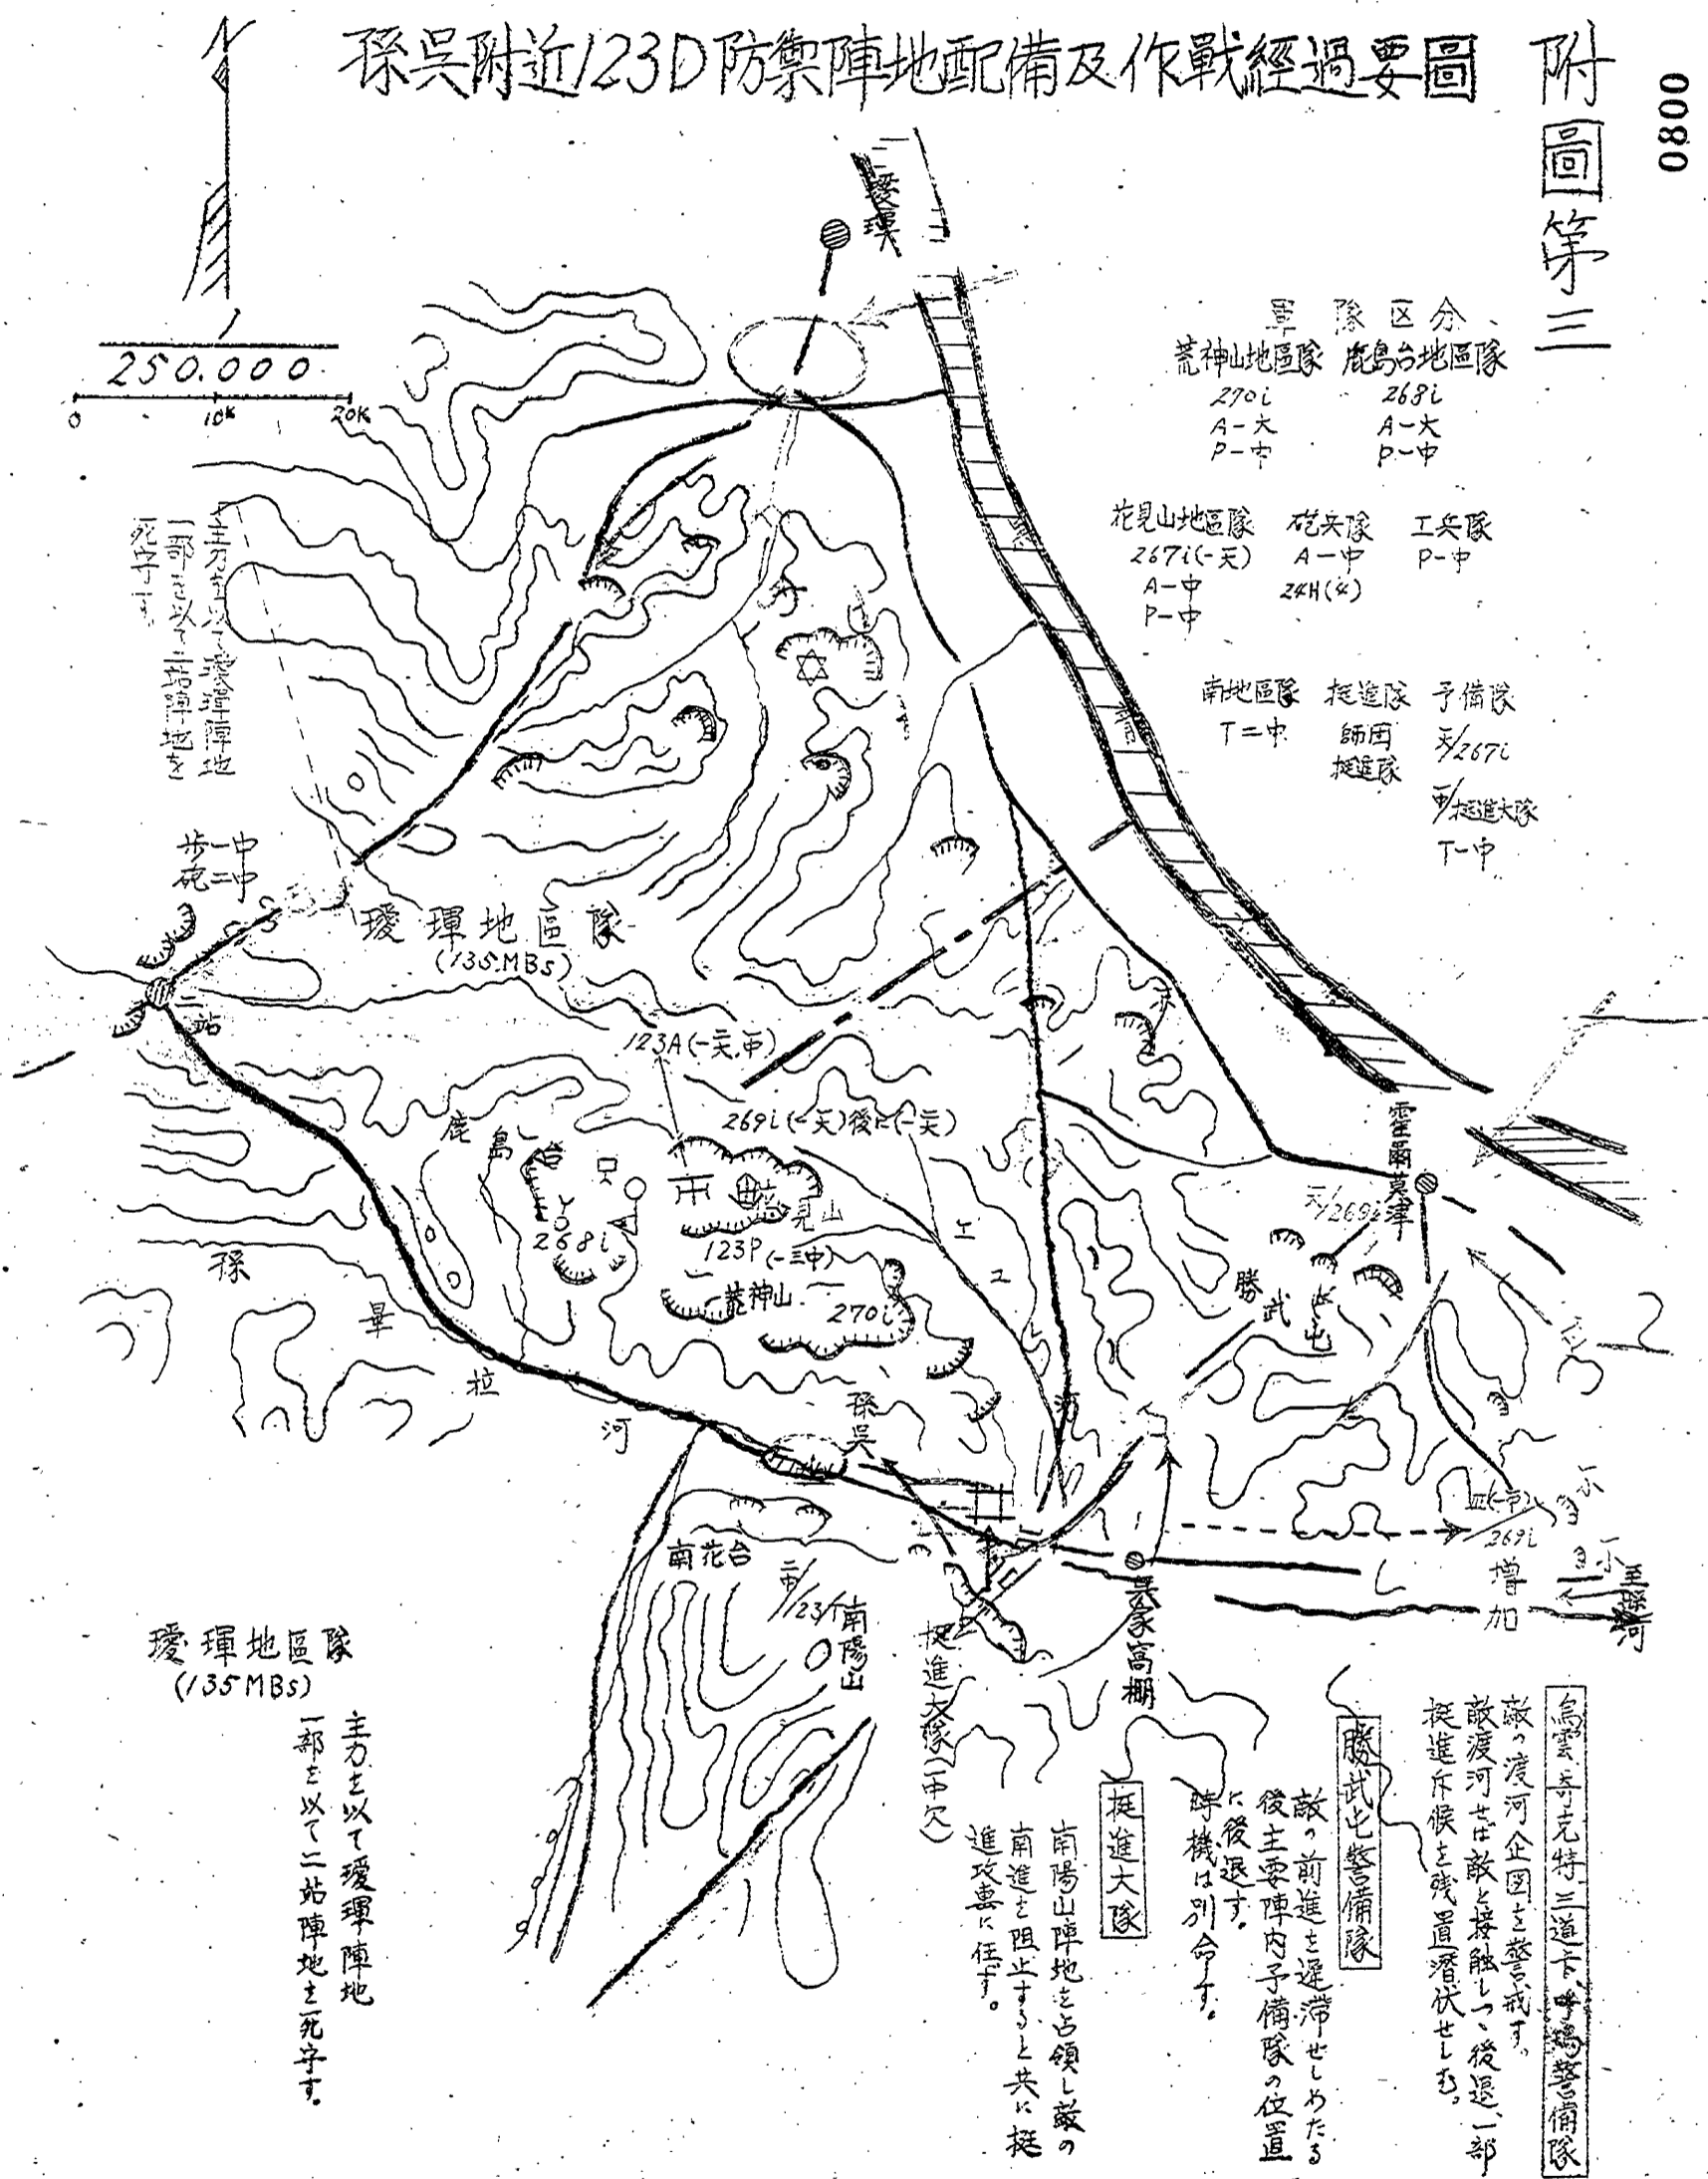 孫呉附近123D防禦陣地配備及作戰經過要圖
附圖第三
0800
1
250.000
0 10K 20K
軍隊区分
荒神山地區隊
270i
A一大
P一中
鹿島台地區隊
268i
A一大
P一中
花見山地區隊
267i(-大)
A一中
P一中
砲兵隊
A一中
24H(4)
工兵隊
P一中
南地區隊
T二中
挺進隊
師団
挺進隊
予備隊
/267i
/挺進大隊
T一中
瑷琿
主力を以て瑷琿陣地
一部を以て二站陣地を
死守す
歩一中
砲二中
瑷琿地區隊
(135MBs)
二站
123A
269i(-大)後に(-大)
鹿島台
268i
花見山
123P
荒神山
270i
霍爾莫津
269i
勝武屯
孫畢拉河
孫呉
南花台
南陽山
呉家窩棚
269i
増加
至孫河
挺進大隊(一中欠)
瑷琿地區隊
(135MBs)
主力を以て瑷琿陣地
一部を以て二站陣地を死守す。
烏雲、奇克特、三道卡、呼瑪警備隊
敵の渡河企図を警戒す。
敵渡河せば敵と接触しつゝ後退、一部
挺進斥候を残置潜伏せしむ。
勝武屯警備隊
敵の前進を遅滞せしめたる
後主要陣内予備隊の位置
に後退す。
時機は別命す。
挺進大隊
南陽山陣地を占領し敵の
南進を阻止すると共に挺
進攻撃に任ず。